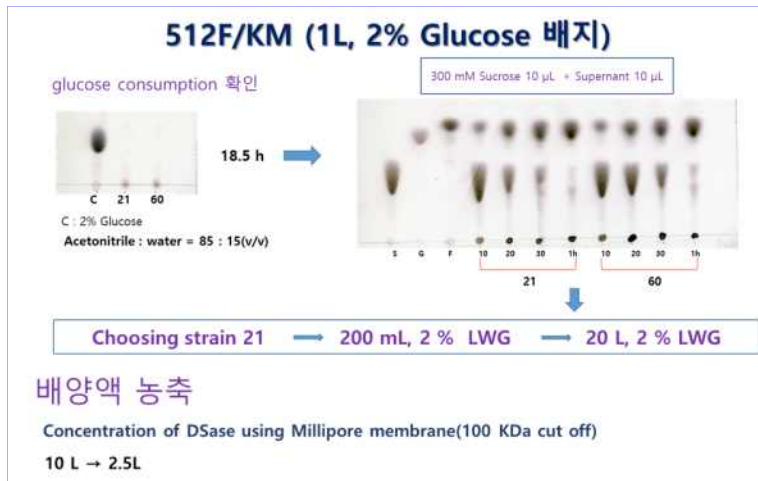 512F/KM (1L, 2% Glucose 배지)
glucose consumption 확인
300 mM Sucrose 10 µL + Supernant 10 µL
18.5 h
C 21 60
C : 2% Glucose
Acetonitrile : water = 85 : 15(v/v)
S G F 10 20 30 1h 10 20 30 1h
21 60
Choosing strain 21 200 mL, 2 % LWG 20 L, 2 % LWG
배양액 농축
Concentration of DSase using Millipore membrane(100 KDa cut off)
10 L → 2.5L